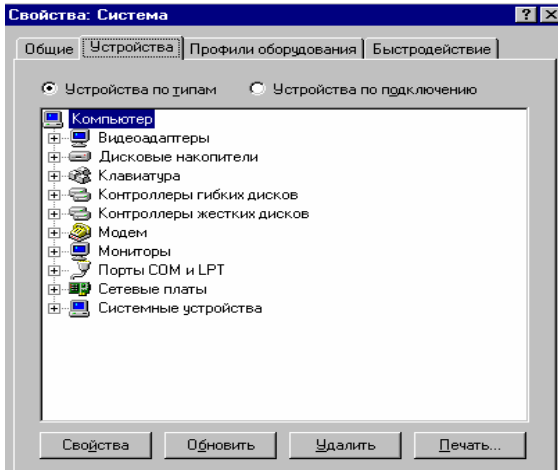 Свойства: Система
Общие Устройства Профили оборудования Быстродействие
Устройства по типам Устройства по подключению
Компьютер
Видеоадаптеры
Дисковые накопители
Клавиатура
Контроллеры гибких дисков
Контроллеры жестких дисков
Модем
Мониторы
Порты COM и LPT
Сетевые платы
Системные устройства
Свойства Обновить Удалить Печать...